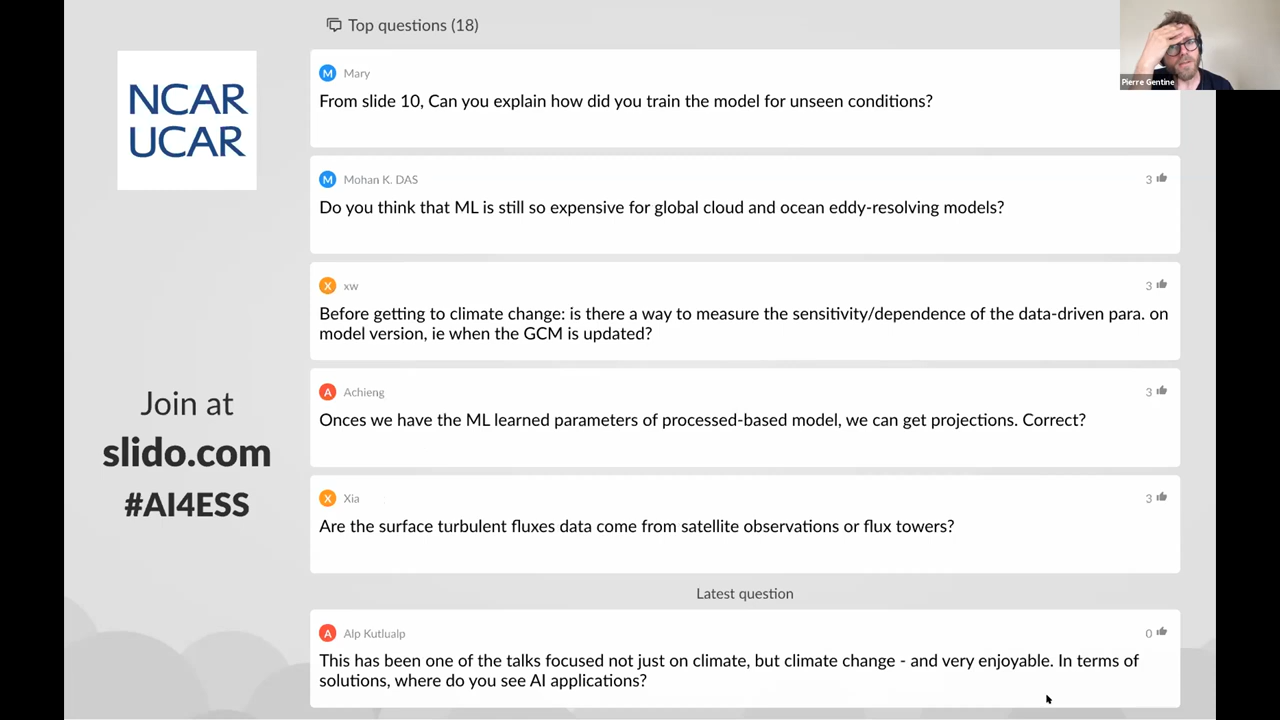 Top questions (18)
NCAR
UCAR
Pierre Gentine
Mary
From slide 10, Can you explain how did you train the model for unseen conditions?
Mohan K. DAS
3
Do you think that ML is still so expensive for global cloud and ocean eddy-resolving models?
xw
3
Before getting to climate change: is there a way to measure the sensitivity/dependence of the data-driven para. on
model version, ie when the GCM is updated?
Achieng
3
Onces we have the ML learned parameters of processed-based model, we can get projections. Correct?
Join at
slido.com
#AI4ESS
Xia
3
Are the surface turbulent fluxes data come from satellite observations or flux towers?
Latest question
Alp Kutlualp
0
This has been one of the talks focused not just on climate, but climate change - and very enjoyable. In terms of
solutions, where do you see AI applications?
M
M
X
A
X
A